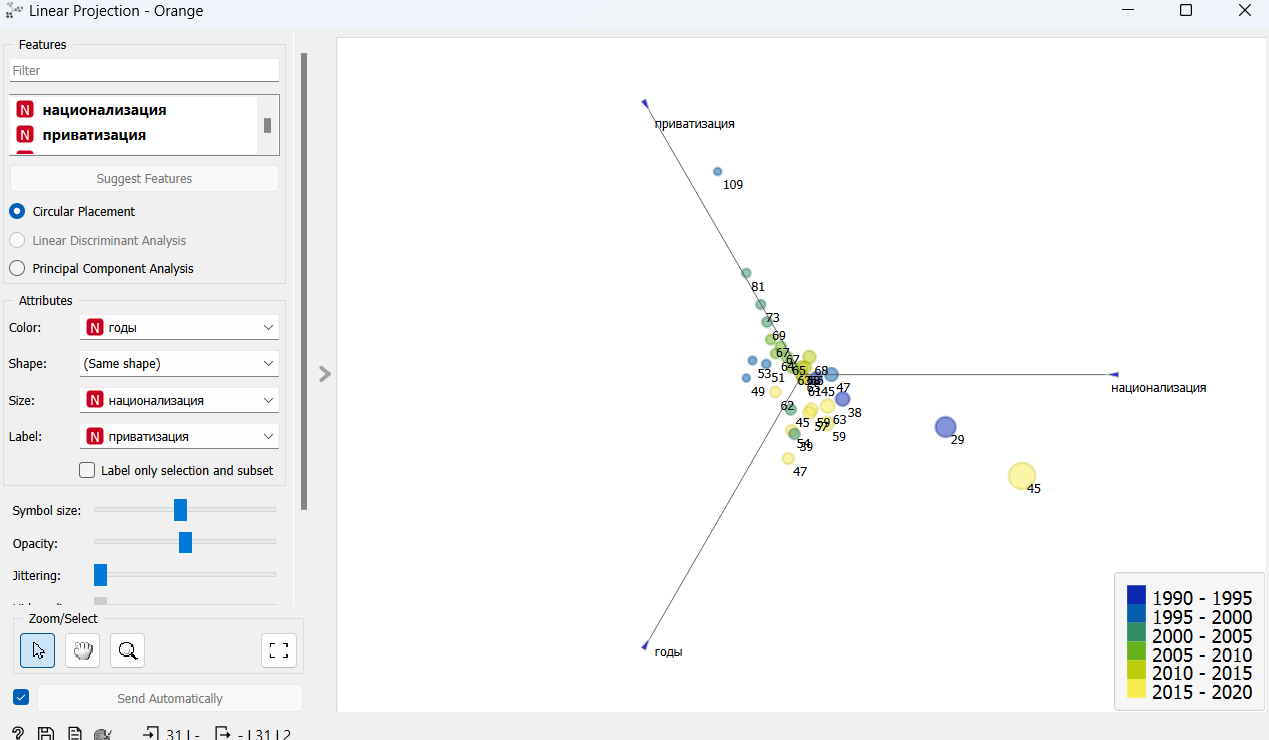 Linear Projection - Orange
Features
Filter
N национализация
N приватизация
Suggest Features
Circular Placement
Linear Discriminant Analysis
Principal Component Analysis
Attributes
Color: N годы
Shape: (Same shape)
Size: N национализация
Label: N приватизация
Label only selection and subset
Symbol size:
Opacity:
Jittering:
Zoom/Select
Send Automatically
? 31 | - - | 31 | 2
приватизация
109
81
73
69
67
67
65
68
53
51
49
47
62
45
38
45
59
63
57
59
54
59
47
29
45
национализация
годы
1990 - 1995
1995 - 2000
2000 - 2005
2005 - 2010
2010 - 2015
2015 - 2020